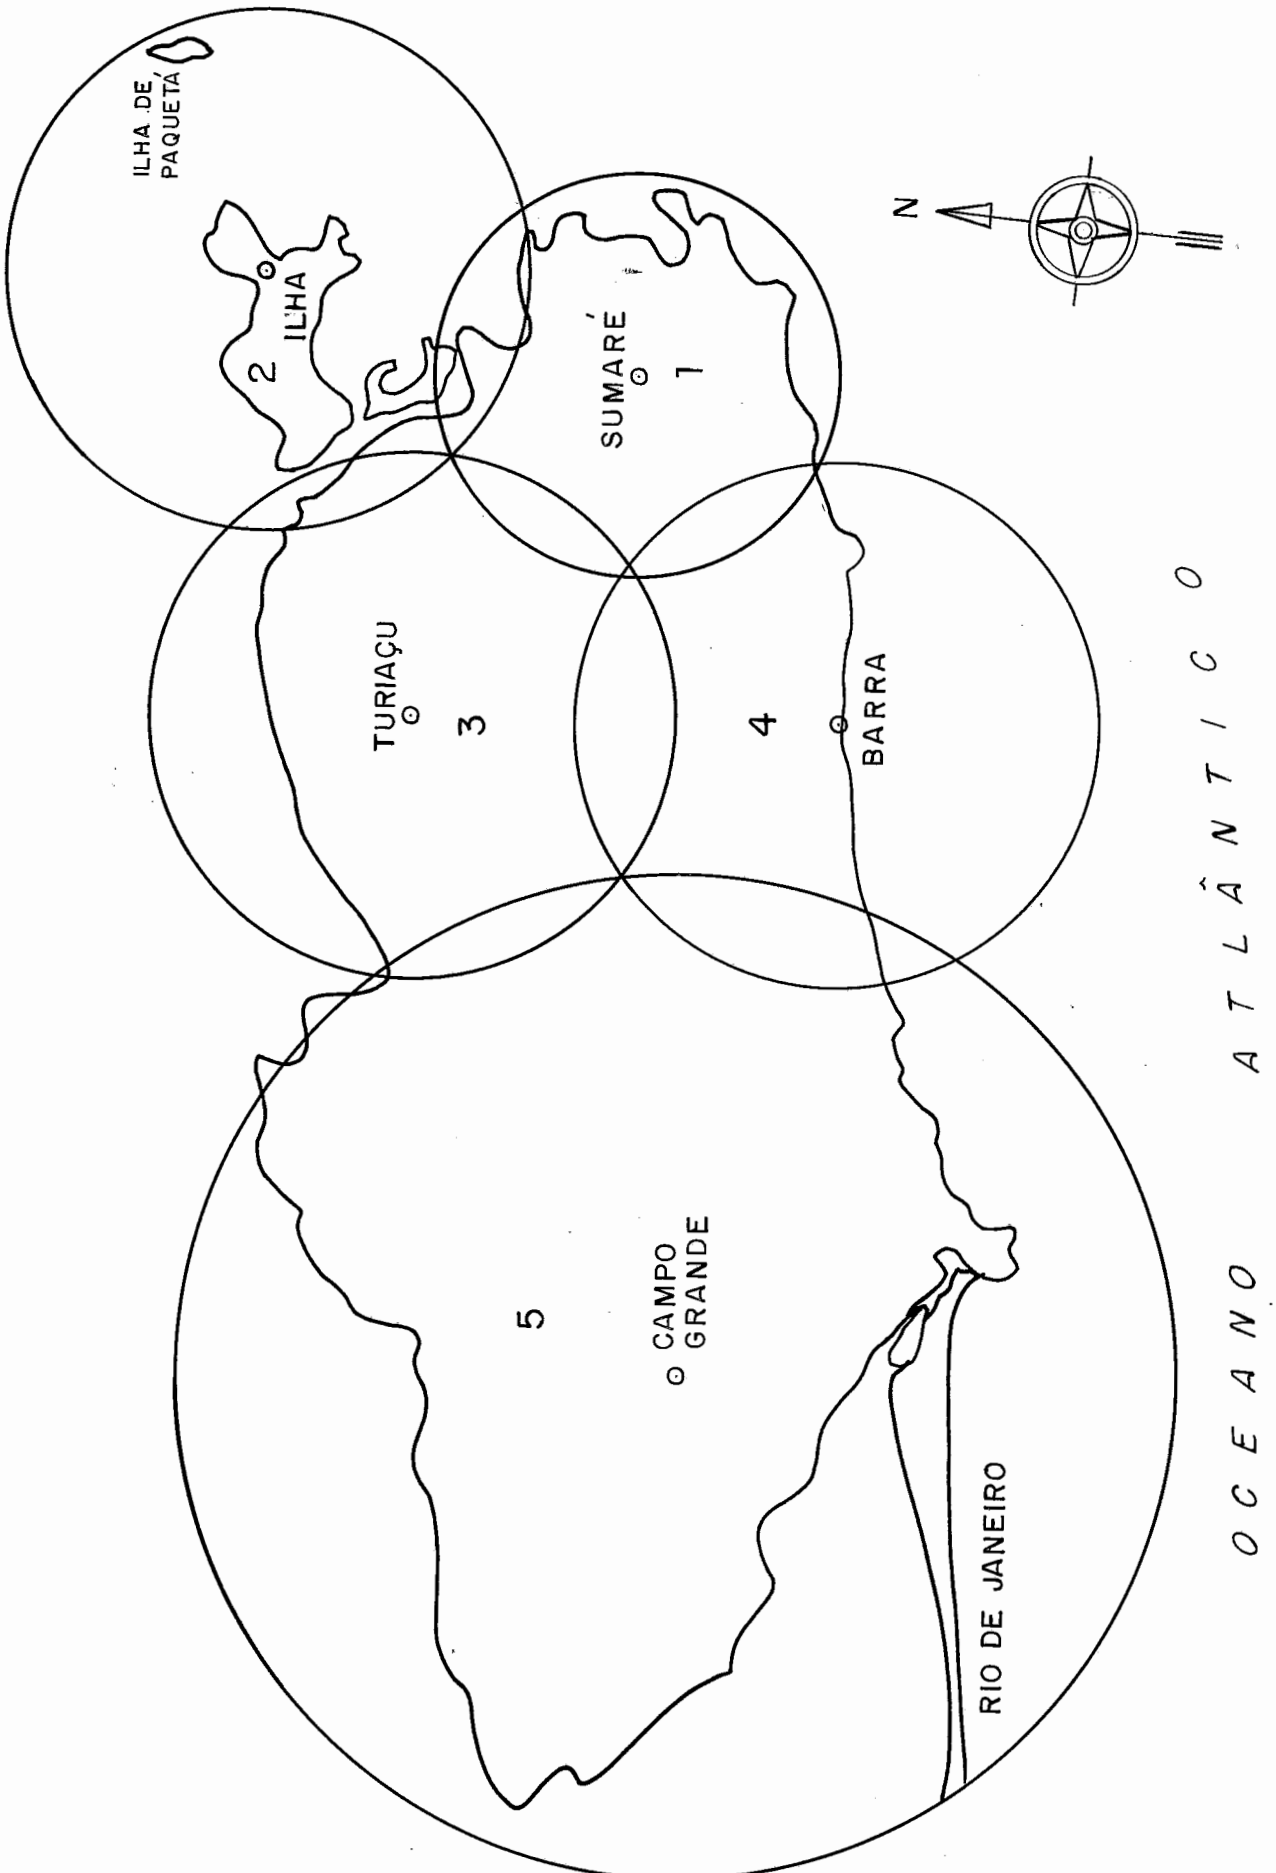 ILHA DE
PAQUETÁ
ILHA
2
SUMARÉ
1
N
TURIAÇU
3
4
BARRA
5
CAMPO
GRANDE
RIO DE JANEIRO
OCEANO ATLÂNTICO